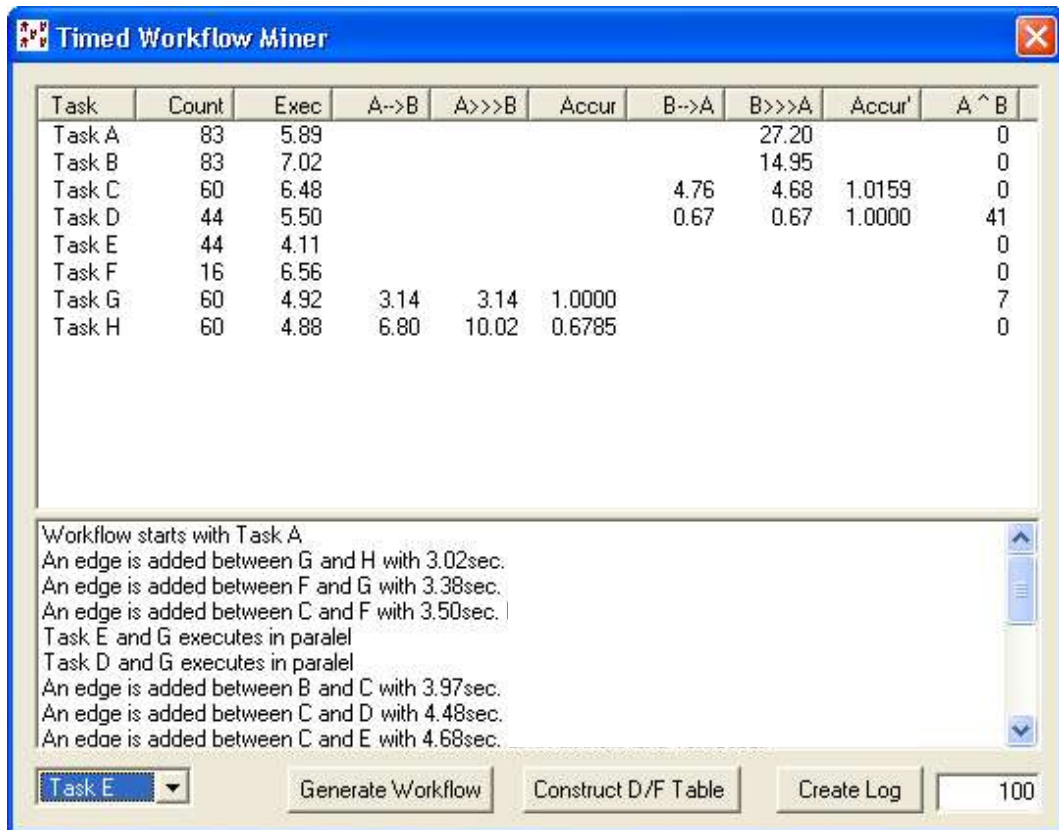 Timed Workflow Miner
Task Count Exec A-->B A>>>B Accur B-->A B>>>A Accur' A ^ B
Task A 83 5.89 27.20 0
Task B 83 7.02 14.95 0
Task C 60 6.48 4.76 4.68 1.0159 0
Task D 44 5.50 0.67 0.67 1.0000 41
Task E 44 4.11 0
Task F 16 6.56 0
Task G 60 4.92 3.14 3.14 1.0000 7
Task H 60 4.88 6.80 10.02 0.6785 0
Workflow starts with Task A
An edge is added between G and H with 3.02sec.
An edge is added between F and G with 3.38sec.
An edge is added between C and F with 3.50sec.
Task E and G executes in paralel
Task D and G executes in paralel
An edge is added between B and C with 3.97sec.
An edge is added between C and D with 4.48sec.
An edge is added between C and E with 4.68sec.
Task E Generate Workflow Construct D/F Table Create Log 100